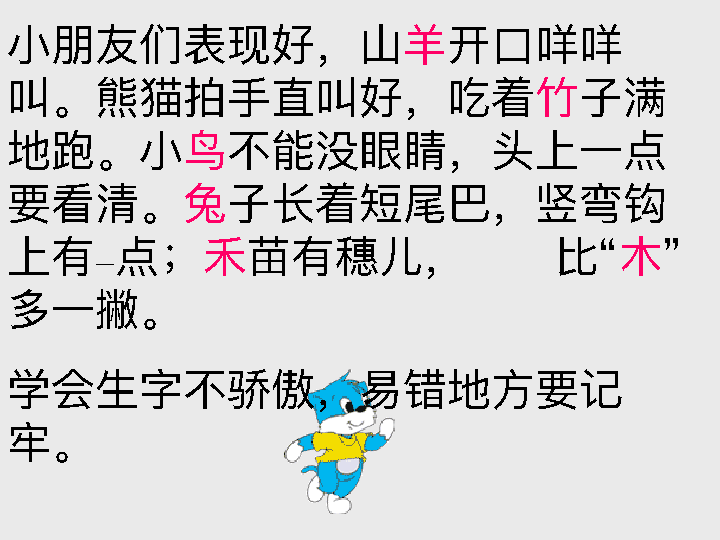 小朋友们表现好，山羊开口咩咩
叫。熊猫拍手直叫好，吃着竹子满
地跑。小鸟不能没眼睛，头上一点
要看清。兔子长着短尾巴，竖弯钩
上有–点；禾苗有穗儿，　　比“木”
多一撇。
学会生字不骄傲，易错地方要记
牢。